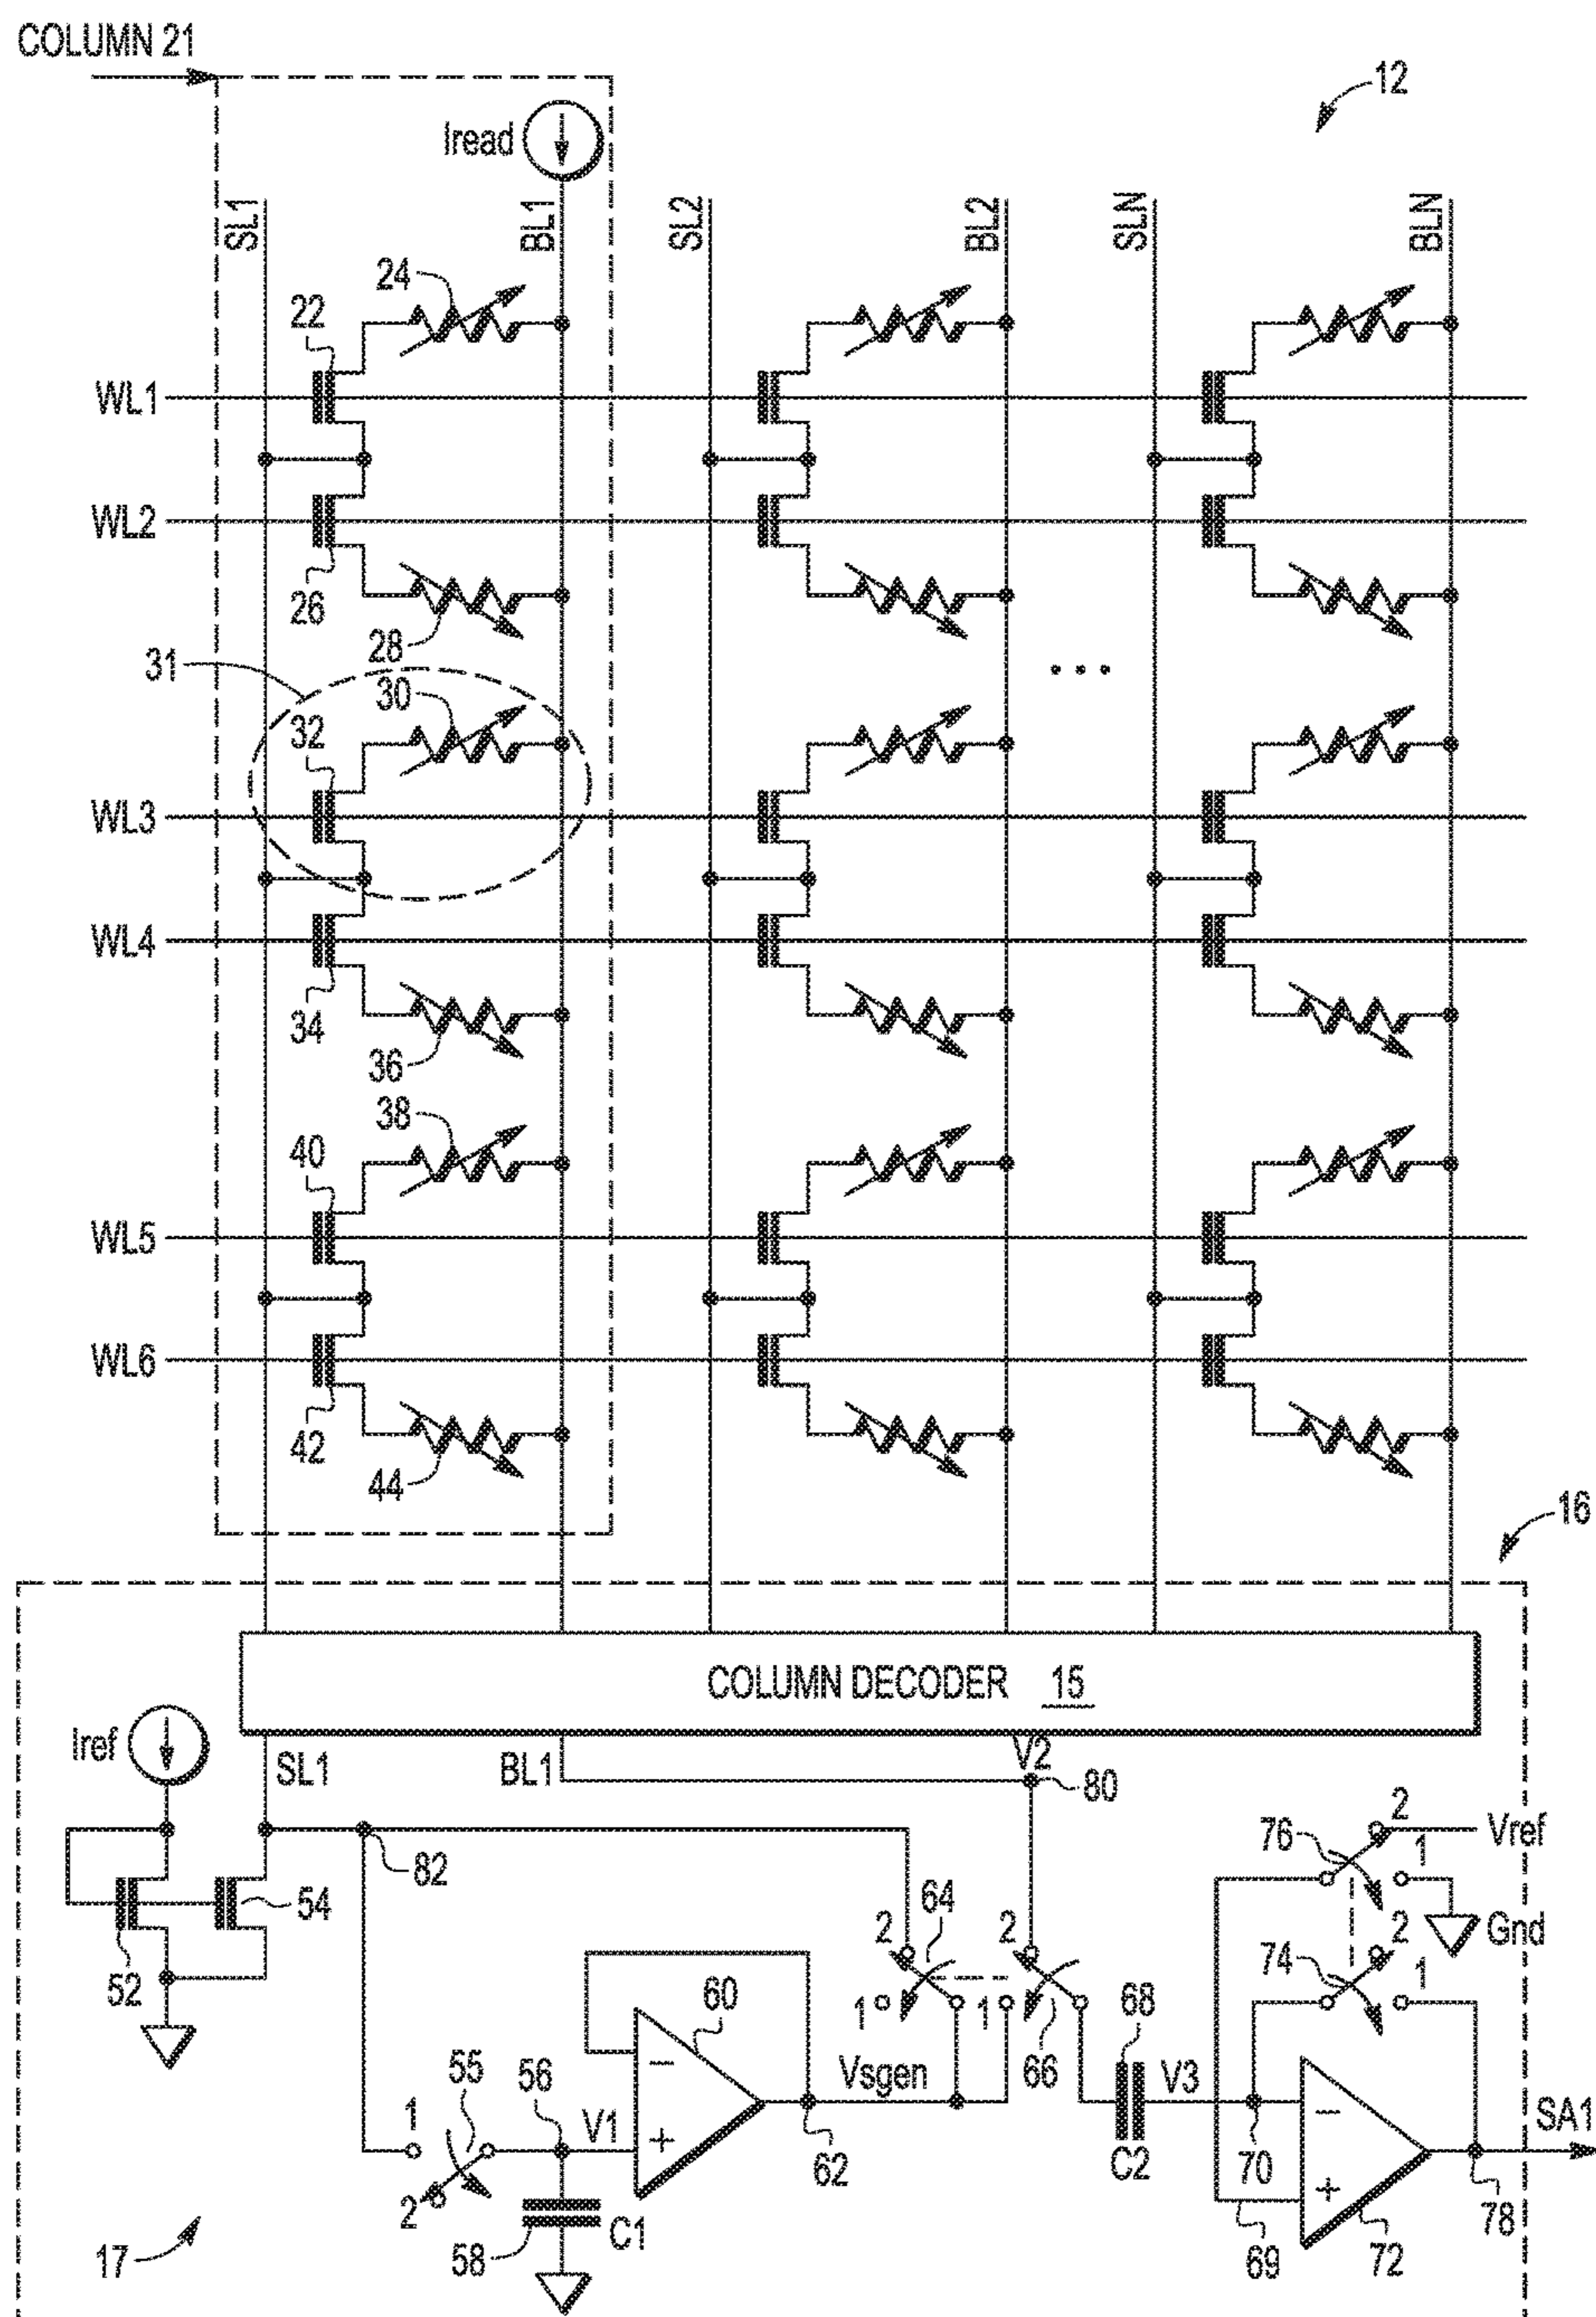 COLUMN 21
12
Iread
SL1
BL1
SL2
BL2
SLN
BLN
24
22
WL1
WL2
26
28
31
30
32
WL3
WL4
34
36
38
40
WL5
WL6
42
44
16
COLUMN DECODER 15
Iref
SL1
BL1
V2
80
82
54
52
76
2
Vref
1
Gnd
74
2
1
64
2
1
2
1
66
60
Vsgen
62
68
V3
C2
70
SA1
78
72
69
55
1
2
56
V1
58
C1
17
−
+
−
+